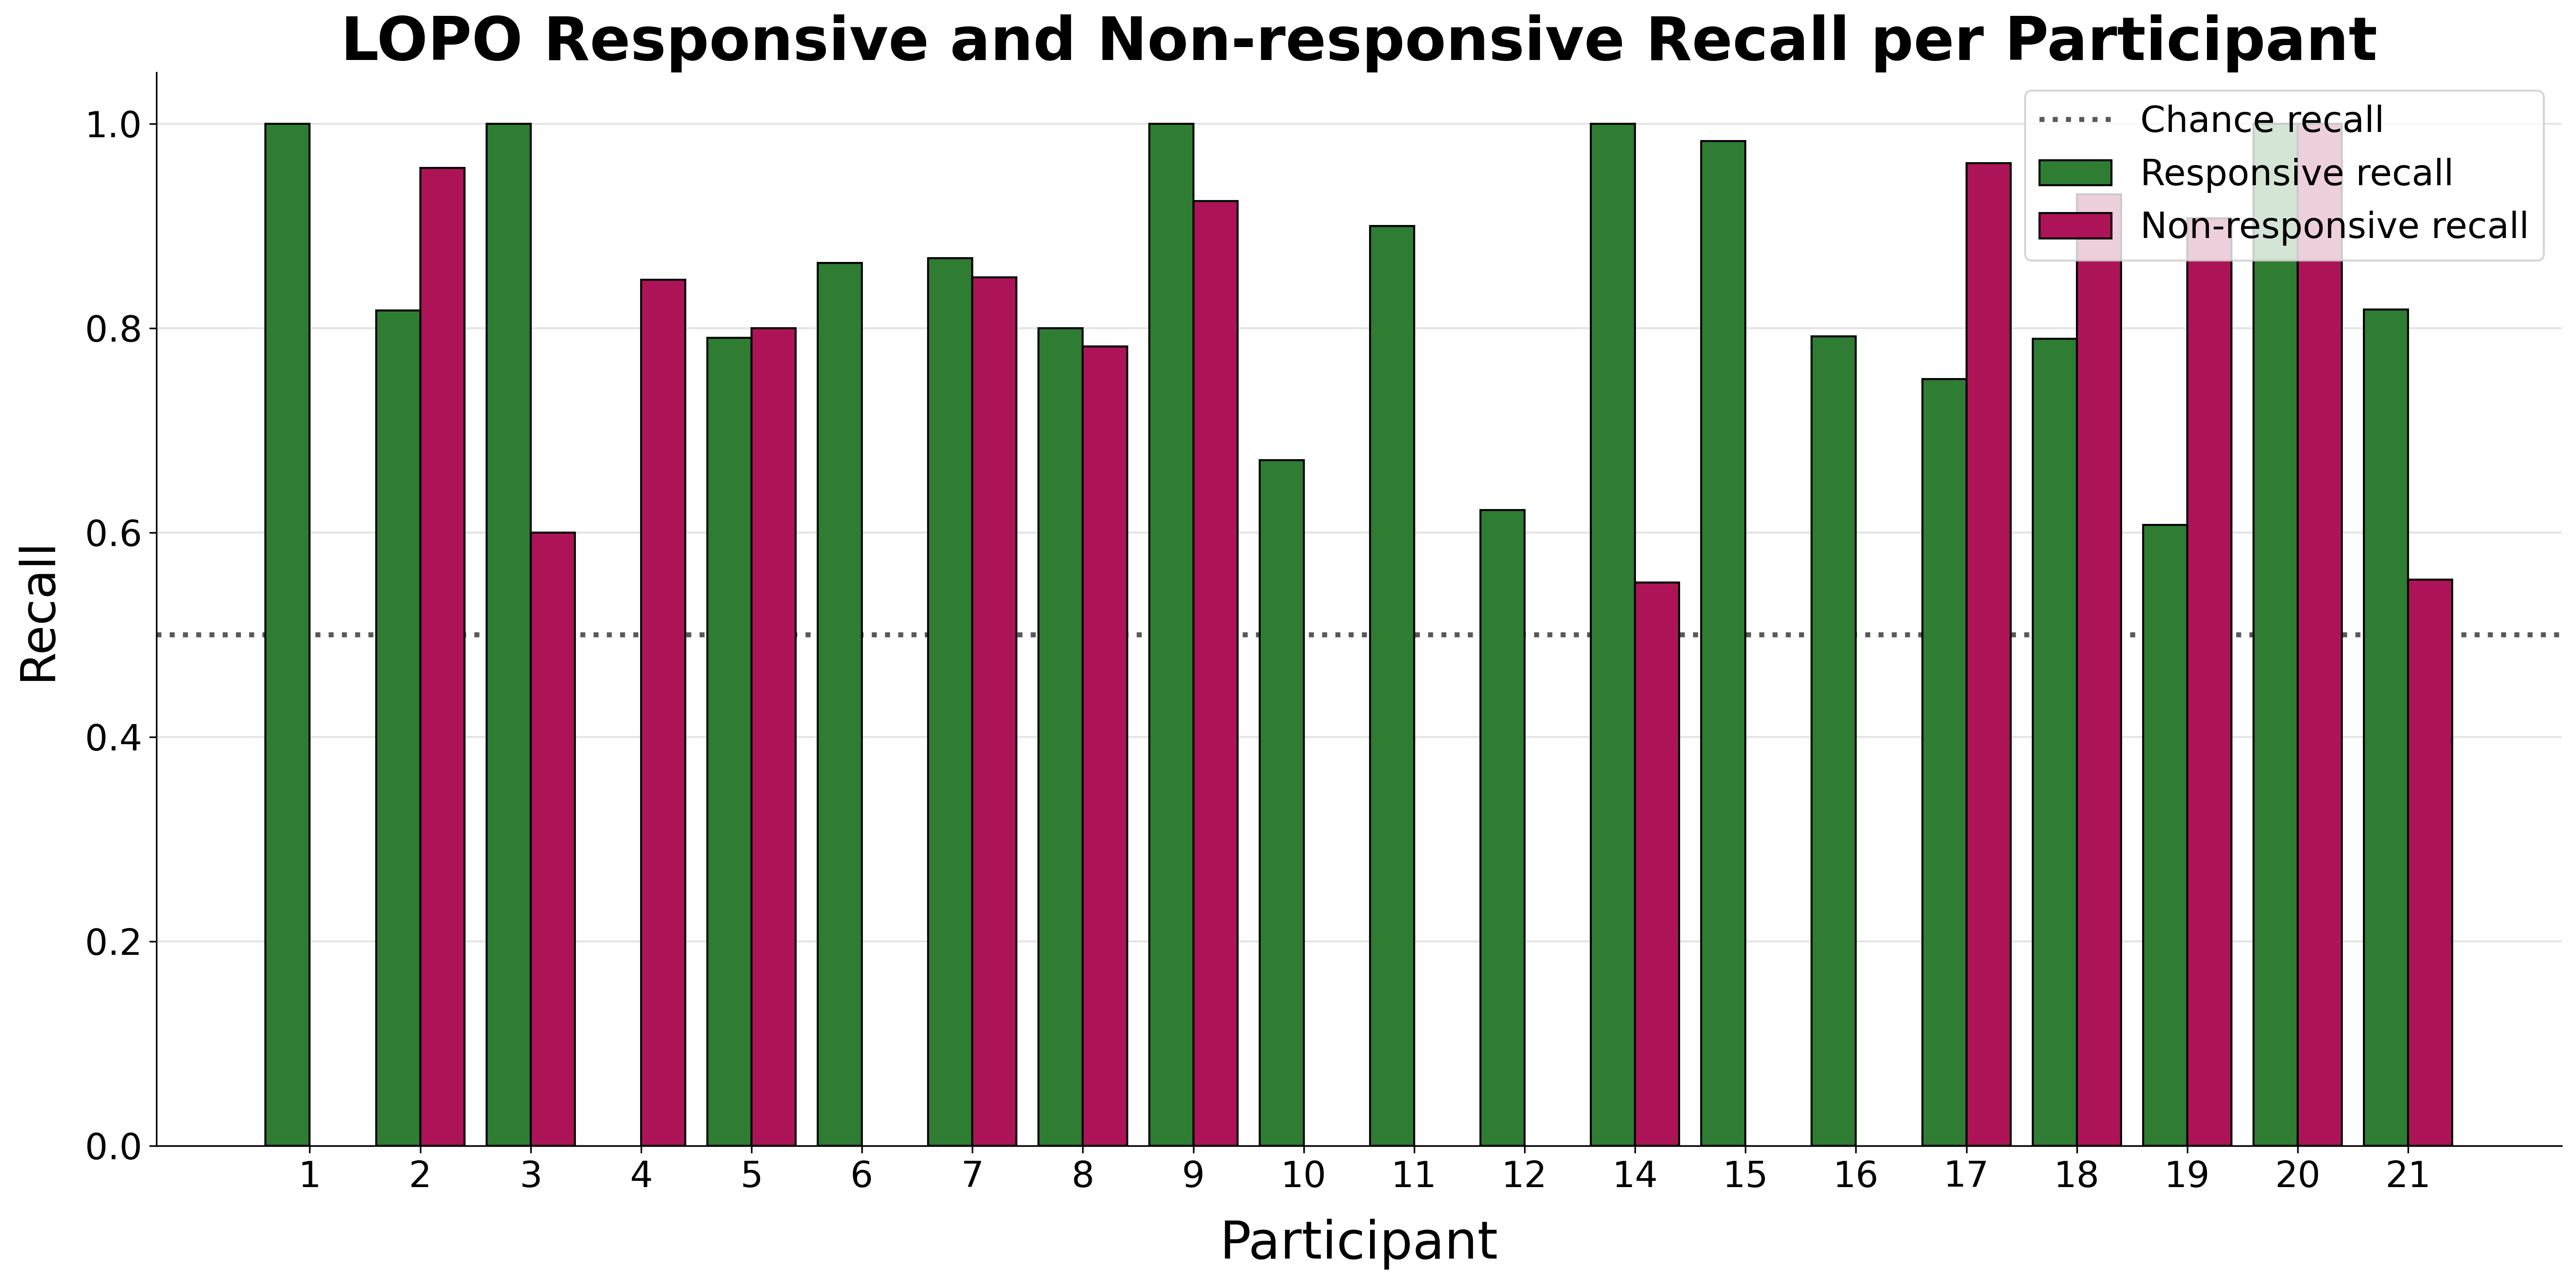 LOPO Responsive and Non-responsive Recall per Participant
Chance recall
Responsive recall
Non-responsive recall
Recall
1.0
0.8
0.6
0.4
0.2
0.0
1 2 3 4 5 6 7 8 9 10 11 12 14 15 16 17 18 19 20 21
Participant